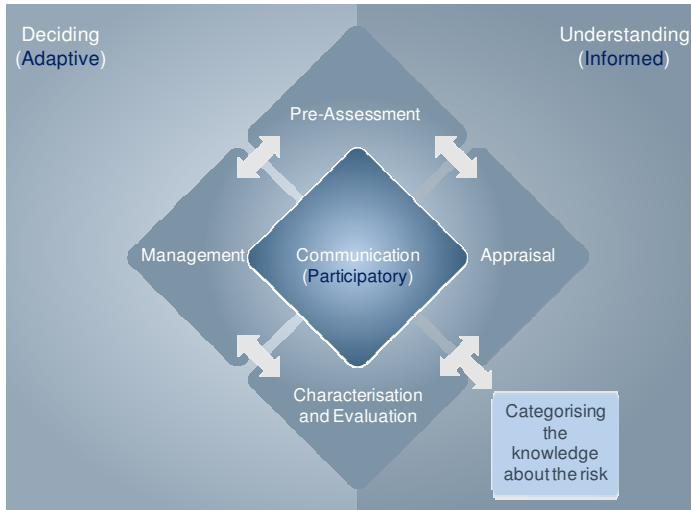 Deciding
(Adaptive)
Understanding
(Informed)
Pre-Assessment
Management
Communication
(Participatory)
Appraisal
Characterisation
and Evaluation
Categorising
the
knowledge
about the risk